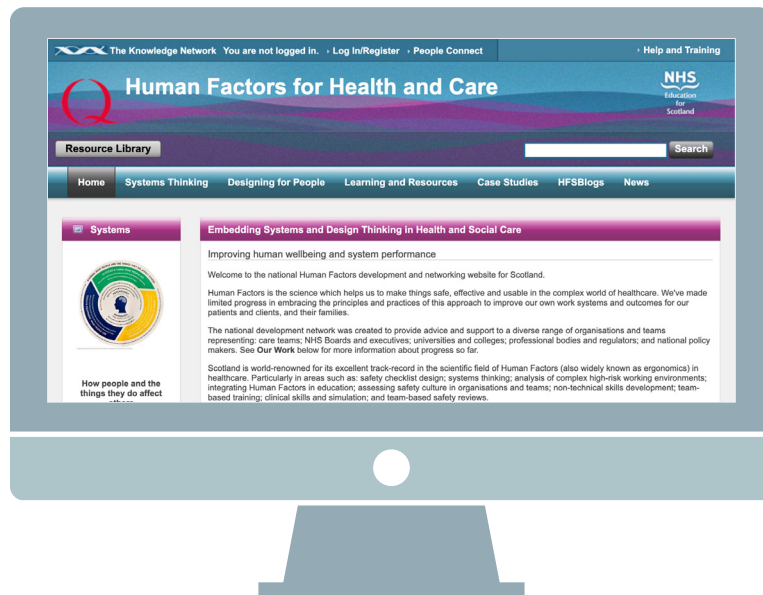 The Knowledge Network You are not logged in. › Log In/Register › People Connect › Help and Training
Human Factors for Health and Care
NHS
Education
for
Scotland
Resource Library
Search
Home Systems Thinking Designing for People Learning and Resources Case Studies HFSBlogs News
Systems
Embedding Systems and Design Thinking in Health and Social Care
Improving human wellbeing and system performance
Welcome to the national Human Factors development and networking website for Scotland.
Human Factors is the science which helps us to make things safe, effective and usable in the complex world of healthcare. We've made
limited progress in embracing the principles and practices of this approach to improve our own work systems and outcomes for our
patients and clients, and their families.
The national development network was created to provide advice and support to a diverse range of organisations and teams
representing: care teams; NHS Boards and executives; universities and colleges; professional bodies and regulators; and national policy
makers. See Our Work below for more information about progress so far.
Scotland is world-renowned for its excellent track-record in the scientific field of Human Factors (also widely known as ergonomics) in
healthcare. Particularly in areas such as: safety checklist design; systems thinking; analysis of complex high-risk working environments;
integrating Human Factors in education; assessing safety culture in organisations and teams; non-technical skills development; team-
based training; clinical skills and simulation; and team-based safety reviews.
How people and the
things they do affect